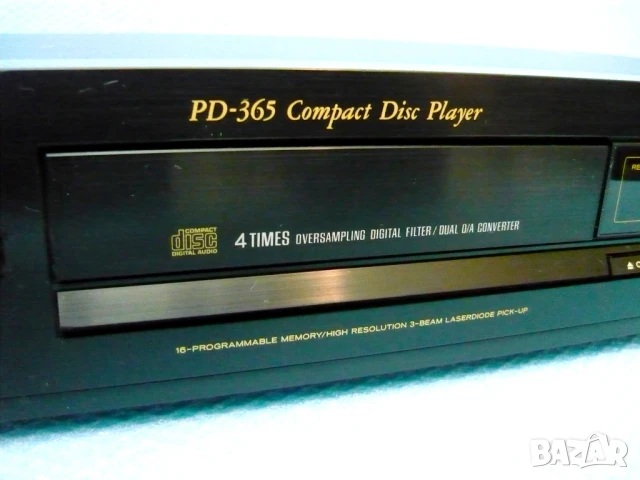 PD-365 Compact Disc Player
RE
COMPACT
disc
DIGITAL AUDIO
4 TIMES OVERSAMPLING DIGITAL FILTER / DUAL D/A CONVERTER
16-PROGRAMMABLE MEMORY/HIGH RESOLUTION 3-BEAM LASERDIODE PICK-UP
BAZAR